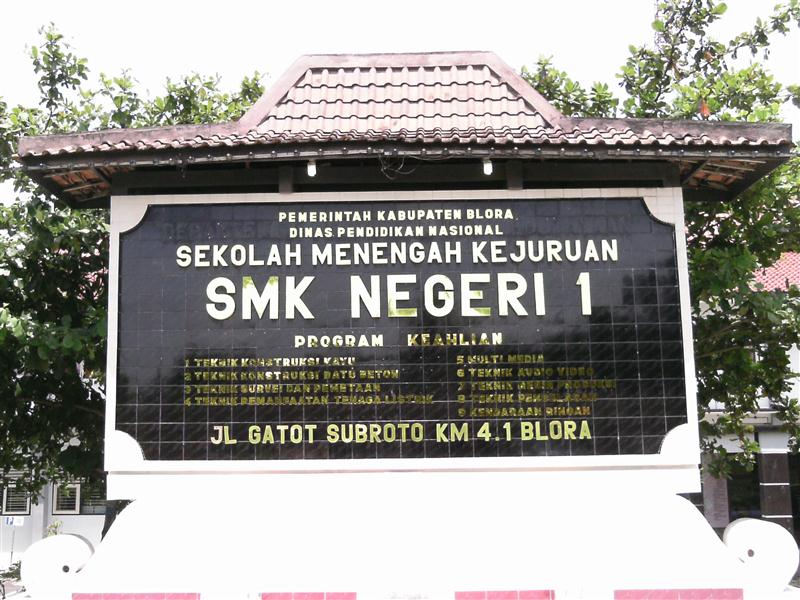 PEMERINTAH KABUPATEN BLORA
DINAS PENDIDIKAN NASIONAL
SEKOLAH MENENGAH KEJURUAN
SMK NEGERI 1
PROGRAM KEAHLIAN
1 TEKNIK KONSTRUKSI KAYU
2 TEKNIK KONSTRUKSI BATU BETON
3 TEKNIK SURVEI DAN PEMETAAN
4 TEKNIK PEMANFAATAN TENAGA LISTRIK
5 MULTI MEDIA
6 TEKNIK AUDIO VIDEO
7 TEKNIK MESIN PRODUKSI
8 TEKNIK PENGELASAN
9 KENDARAAN RINGAN
JL GATOT SUBROTO KM 4.1 BLORA